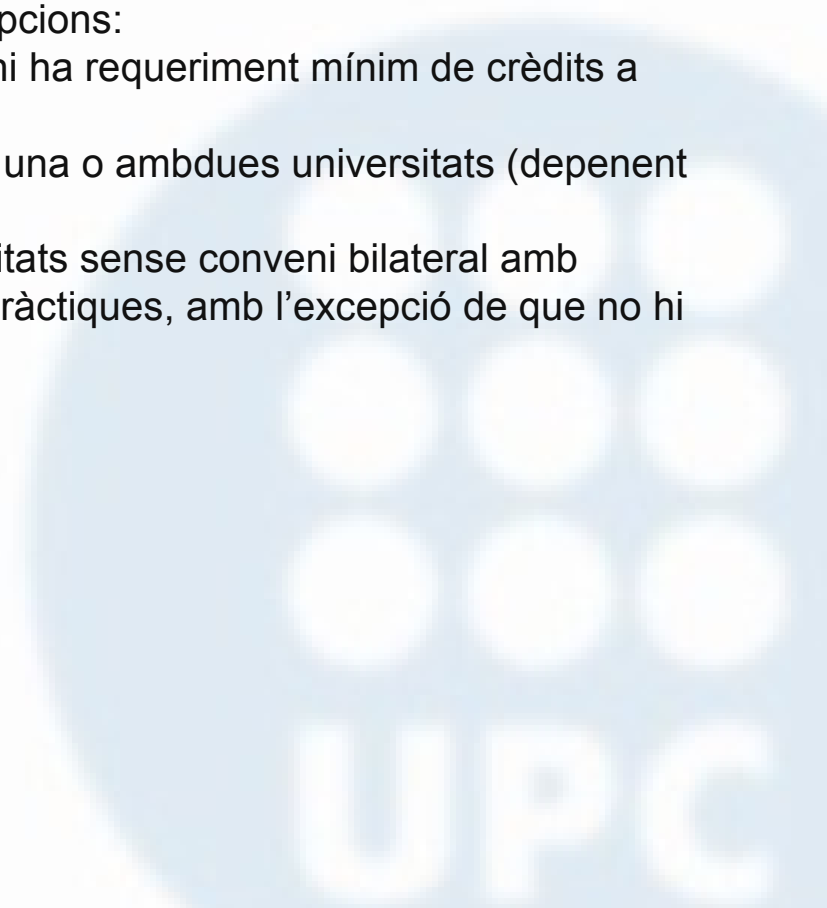 pcions:
hi ha requeriment mínim de crèdits a
una o ambdues universitats (depenent
itats sense conveni bilateral amb
ràctiques, amb l’excepció de que no hi
UPC